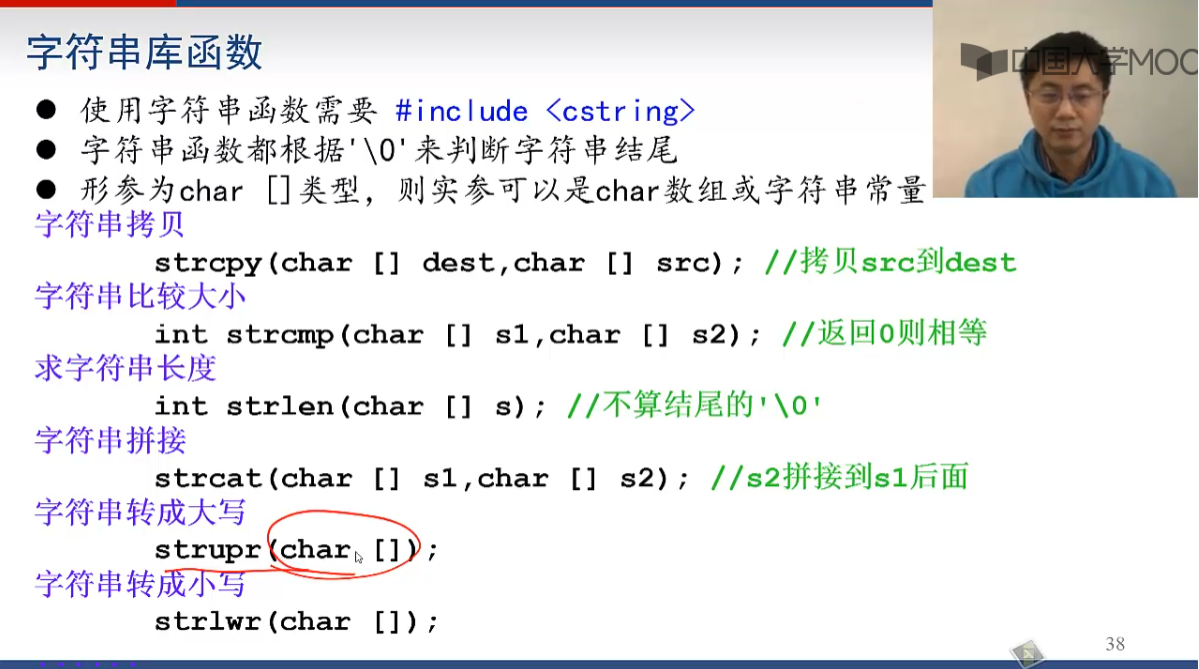 字符串库函数
中国大学MOO
● 使用字符串函数需要 #include <cstring>
● 字符串函数都根据'\0'来判断字符串结尾
● 形参为char []类型，则实参可以是char数组或字符串常量
字符串拷贝
strcpy(char [] dest,char [] src); //拷贝src到dest
字符串比较大小
int strcmp(char [] s1,char [] s2); //返回0则相等
求字符串长度
int strlen(char [] s); //不算结尾的'\0'
字符串拼接
strcat(char [] s1,char [] s2); //s2拼接到s1后面
字符串转成大写
strupr(char []);
字符串转成小写
strlwr(char []);
38